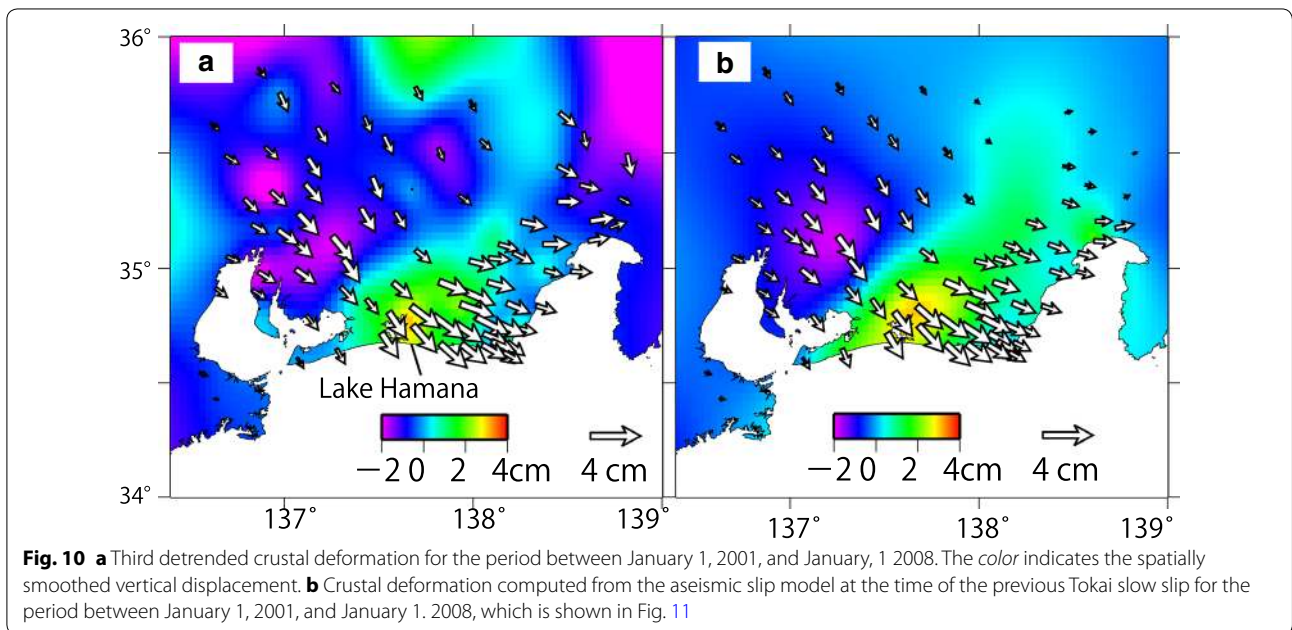 a
b
36°
35°
34°
Lake Hamana
−2 0 2 4cm
4 cm
−2 0 2 4cm
4 cm
137° 138° 139°
137° 138° 139°
Fig. 10 a Third detrended crustal deformation for the period between January 1, 2001, and January, 1 2008. The color indicates the spatially
smoothed vertical displacement. b Crustal deformation computed from the aseismic slip model at the time of the previous Tokai slow slip for the
period between January 1, 2001, and January 1. 2008, which is shown in Fig. 11